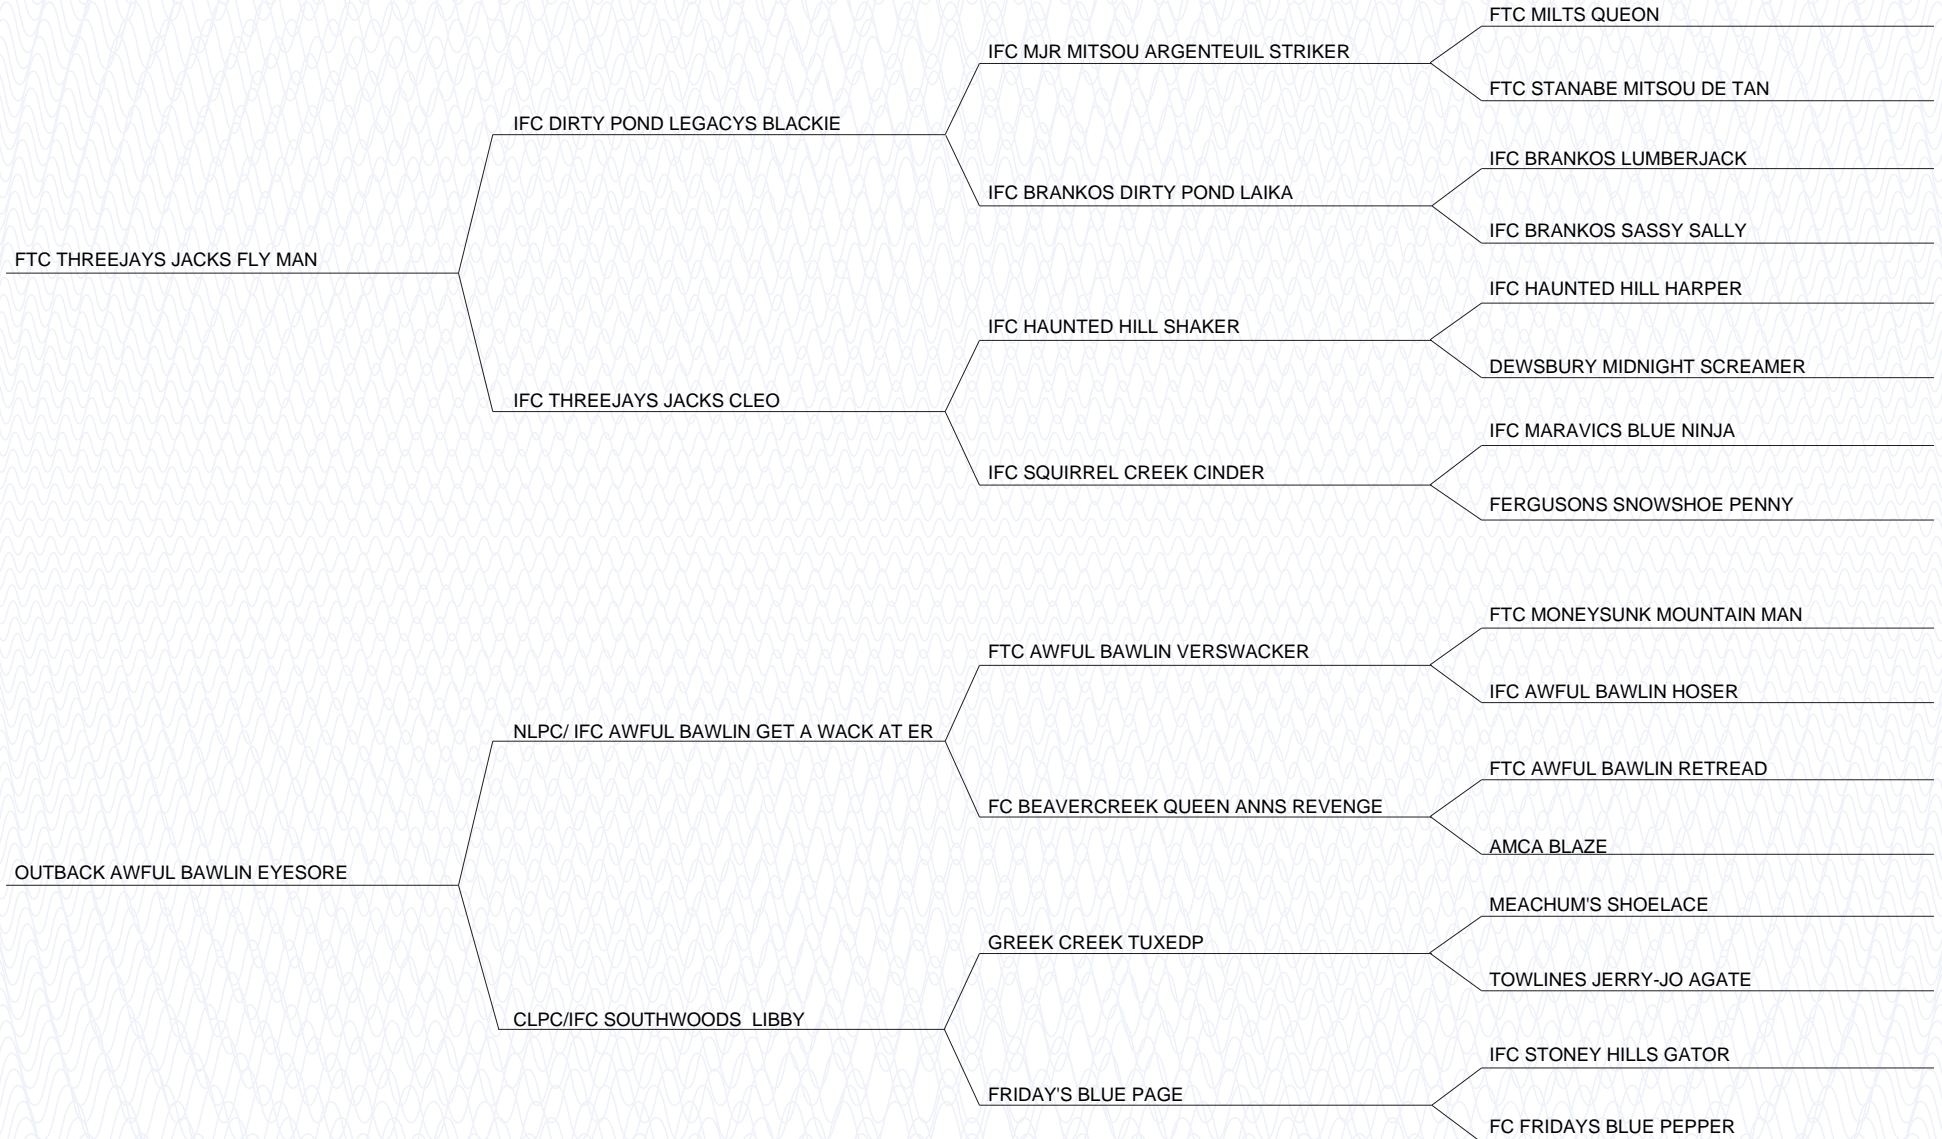 FTC MILTS QUEON
IFC MJR MITSOU ARGENTEUIL STRIKER
FTC STANABE MITSOU DE TAN
IFC DIRTY POND LEGACYS BLACKIE
IFC BRANKOS LUMBERJACK
IFC BRANKOS DIRTY POND LAIKA
IFC BRANKOS SASSY SALLY
FTC THREEJAYS JACKS FLY MAN
IFC HAUNTED HILL HARPER
IFC HAUNTED HILL SHAKER
DEWSBURY MIDNIGHT SCREAMER
IFC THREEJAYS JACKS CLEO
IFC MARAVICS BLUE NINJA
IFC SQUIRREL CREEK CINDER
FERGUSONS SNOWSHOE PENNY
FTC MONEYSUNK MOUNTAIN MAN
FTC AWFUL BAWLIN VERSWACKER
IFC AWFUL BAWLIN HOSER
NLPC/ IFC AWFUL BAWLIN GET A WACK AT ER
FTC AWFUL BAWLIN RETREAD
FC BEAVERCREEK QUEEN ANNS REVENGE
AMCA BLAZE
OUTBACK AWFUL BAWLIN EYESORE
MEACHUM'S SHOELACE
GREEK CREEK TUXEDP
TOWLINES JERRY-JO AGATE
CLPC/IFC SOUTHWOODS  LIBBY
IFC STONEY HILLS GATOR
FRIDAY'S BLUE PAGE
FC FRIDAYS BLUE PEPPER